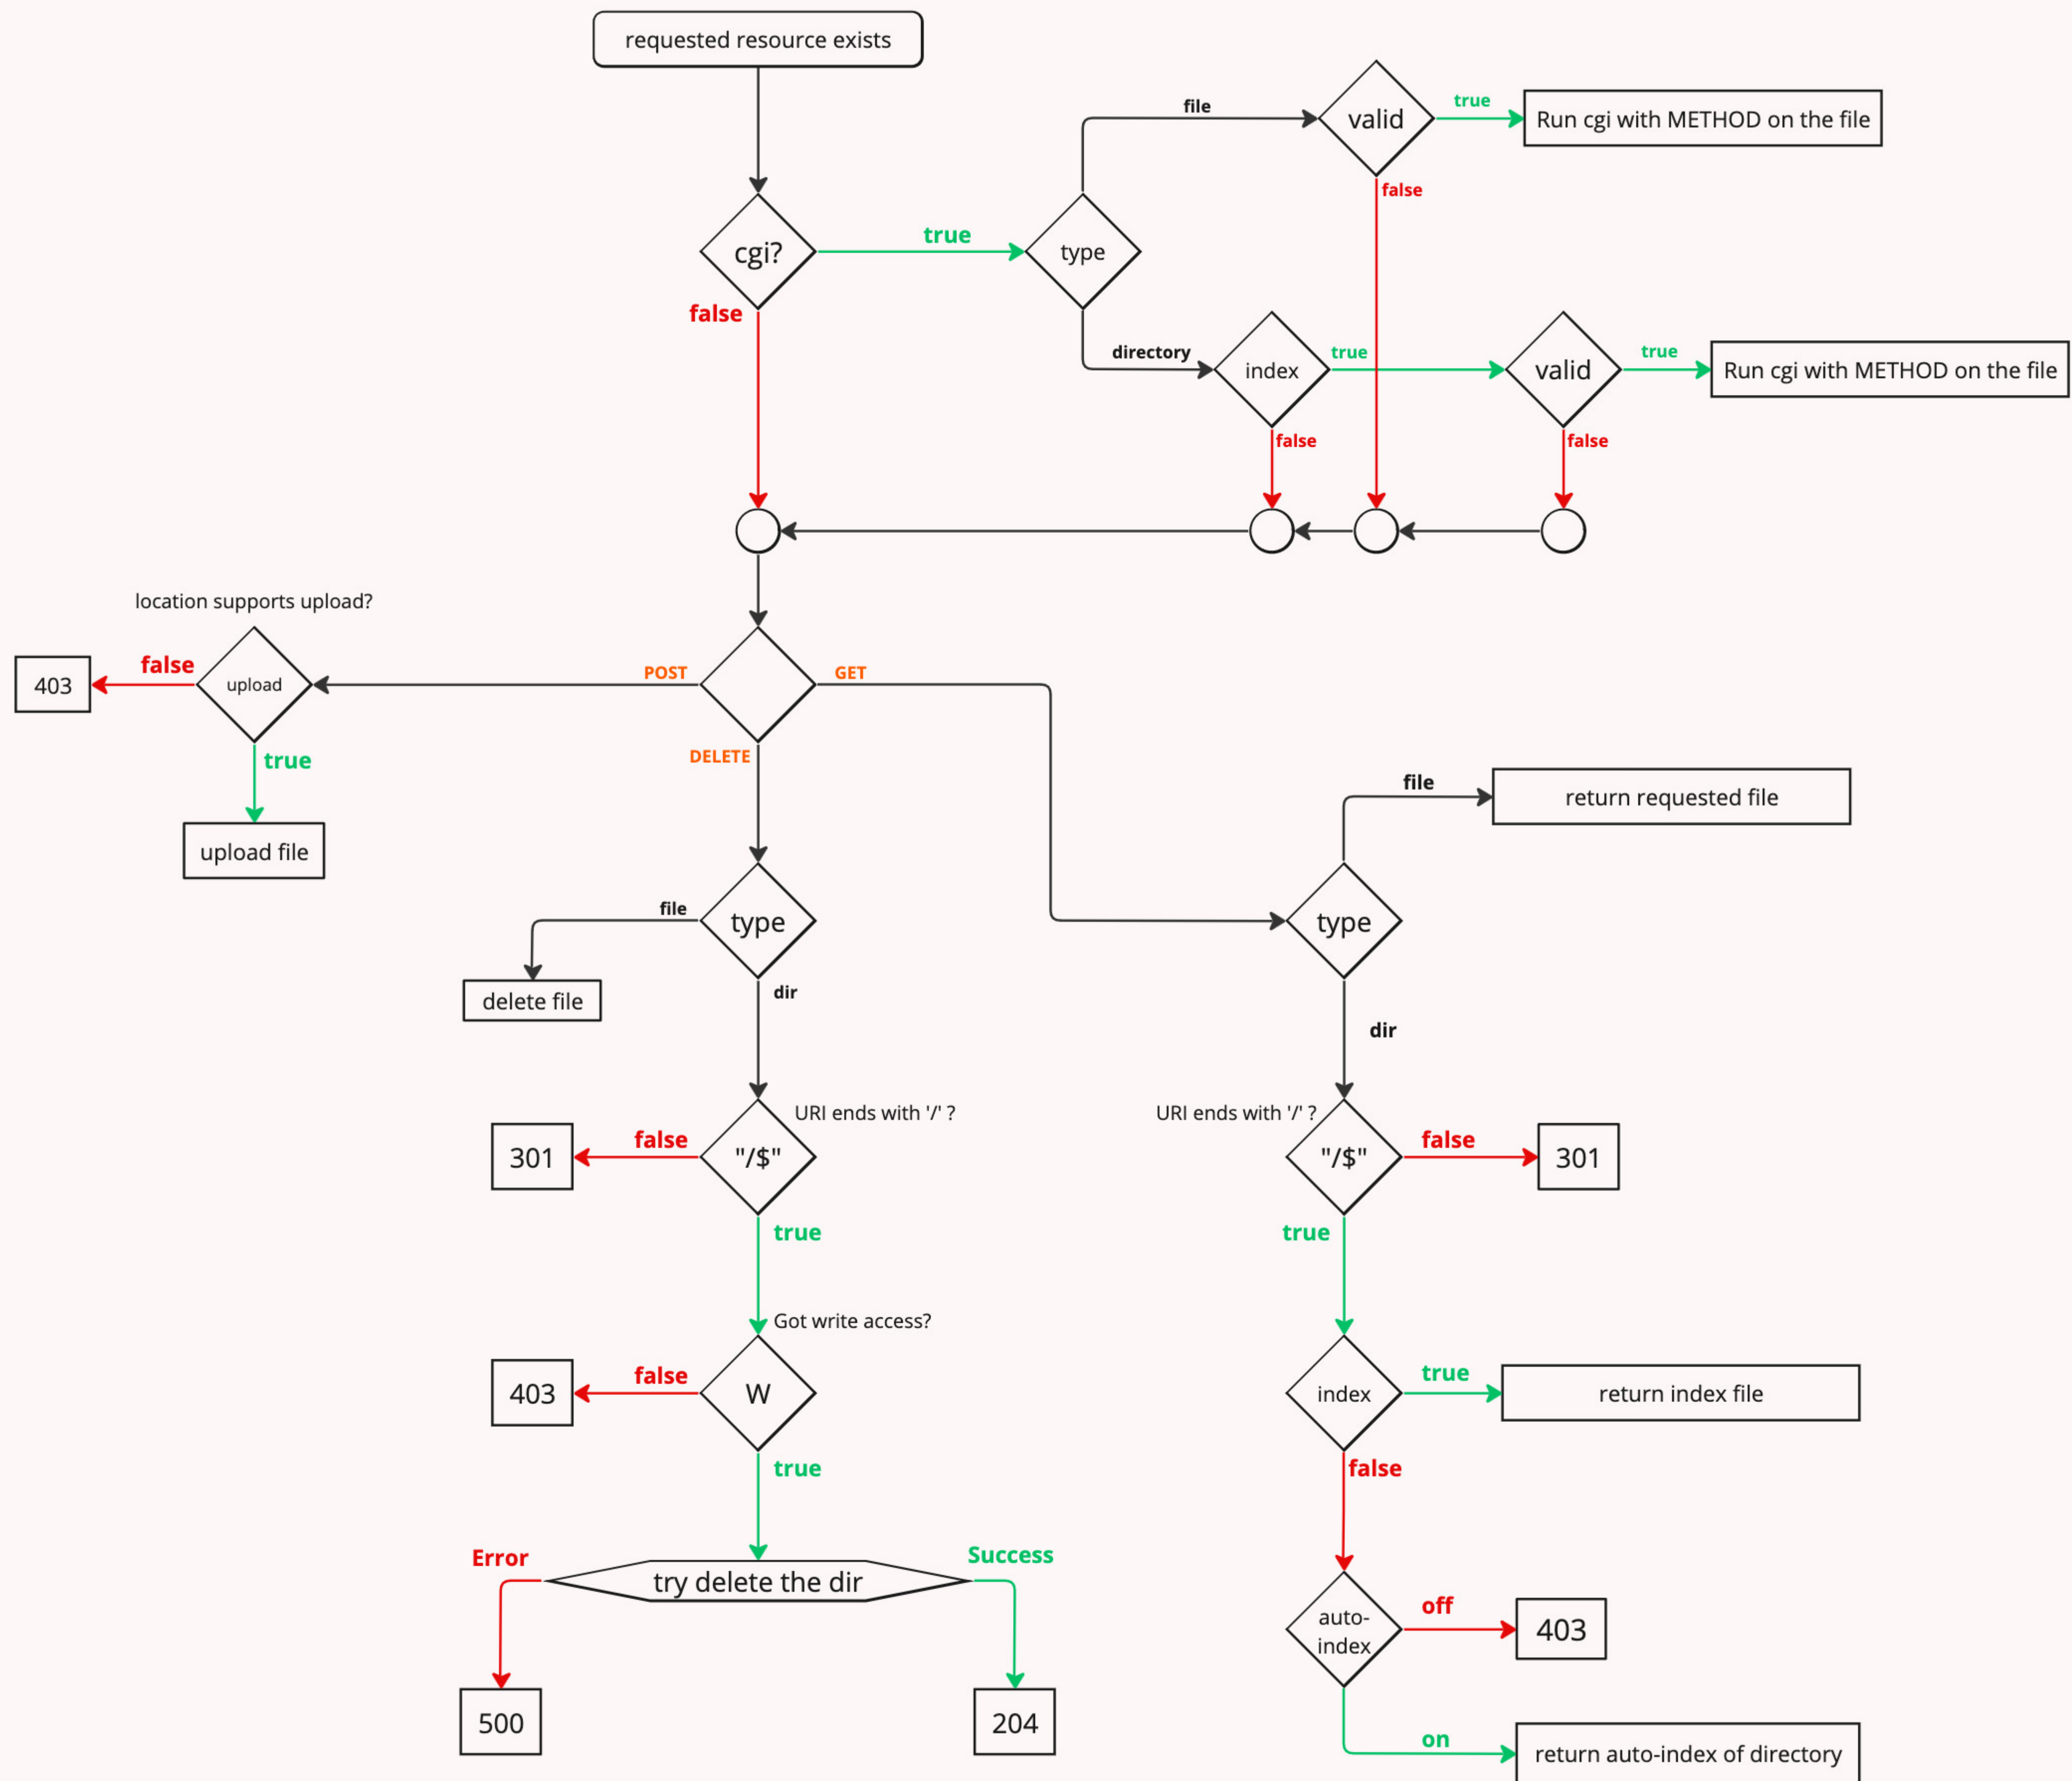 requested resource exists
file
valid
true
Run cgi with METHOD on the file
false
cgi?
true
type
false
directory
index
true
valid
true
Run cgi with METHOD on the file
false
false
location supports upload?
403
false
upload
POST
GET
true
DELETE
upload file
file
return requested file
file
type
type
delete file
dir
dir
URI ends with '/' ?
URI ends with '/' ?
301
false
"/$"
"/$"
false
301
true
true
Got write access?
403
false
W
index
true
return index file
true
false
Error
try delete the dir
Success
auto-
index
off
403
500
204
on
return auto-index of directory